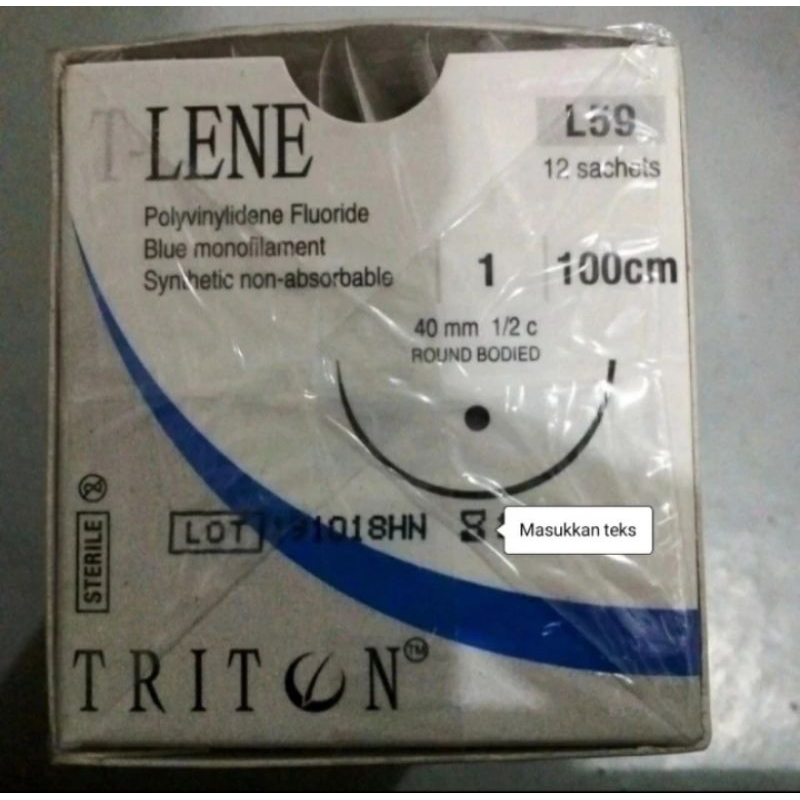 T-LENE
L59
12 sachets
Polyvinylidene Fluoride
Blue monofilament
Synthetic non-absorbable
1
100cm
40 mm 1/2 c
ROUND BODIED
STERILE
LOT
Masukkan teks
TRITON™